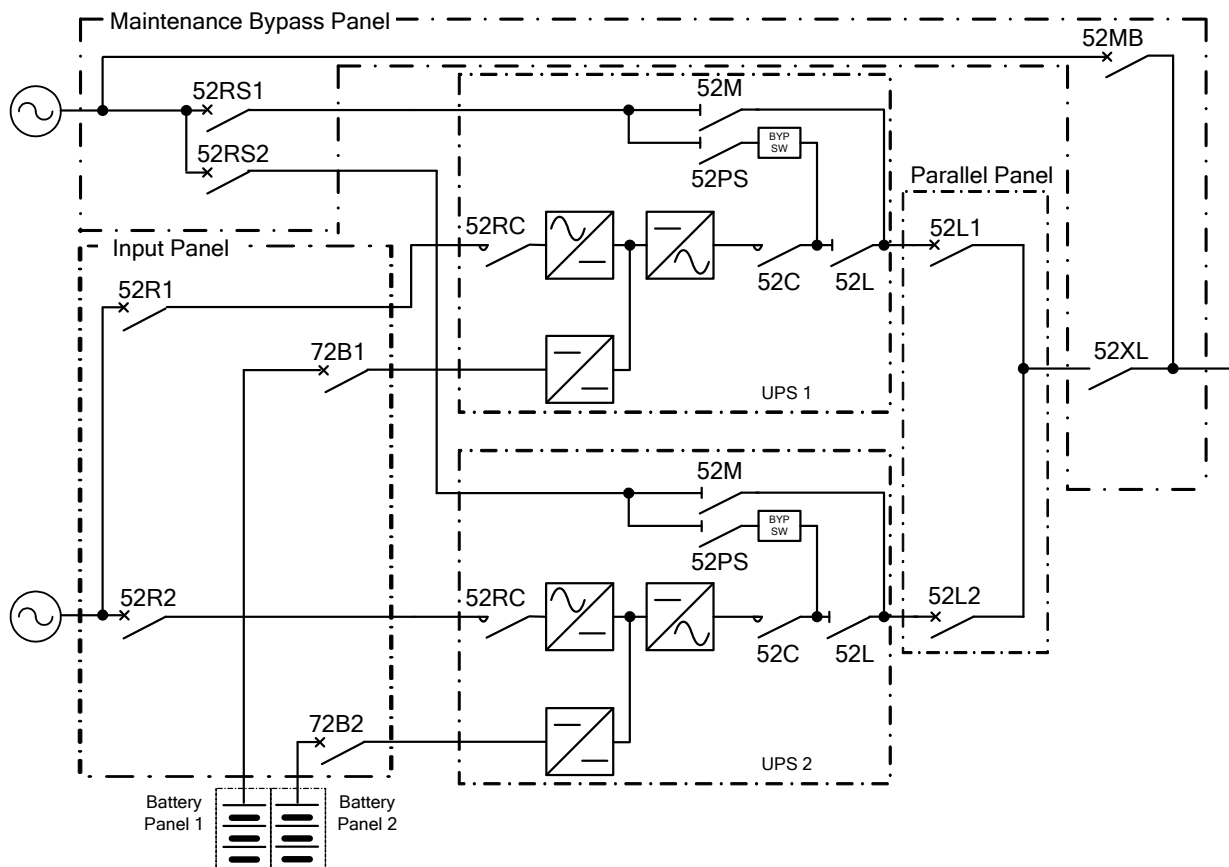 Maintenance Bypass Panel
52MB
52RS1
52M
52RS2
BYP
SW
52PS
Parallel Panel
Input Panel
52RC
52L1
52R1
52C
52L
72B1
52XL
UPS 1
52M
BYP
SW
52PS
52R2
52RC
52L2
52C
52L
72B2
UPS 2
Battery
Panel 1
Battery
Panel 2